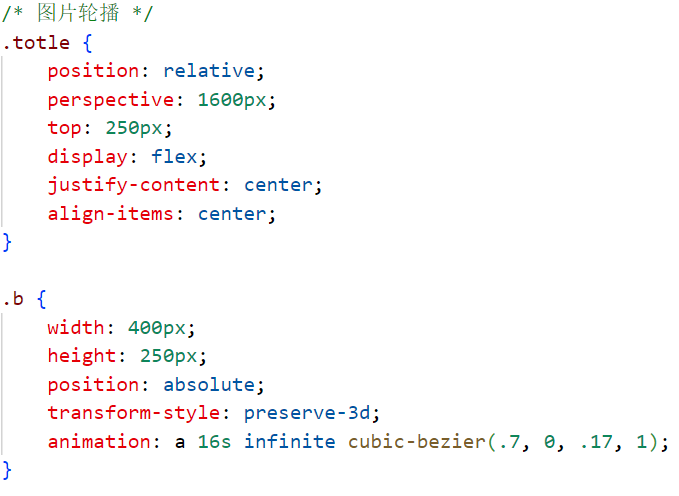 /* 图片轮播 */
.totle {
    position: relative;
    perspective: 1600px;
    top: 250px;
    display: flex;
    justify-content: center;
    align-items: center;
}

.b {
    width: 400px;
    height: 250px;
    position: absolute;
    transform-style: preserve-3d;
    animation: a 16s infinite cubic-bezier(.7, 0, .17, 1);
}